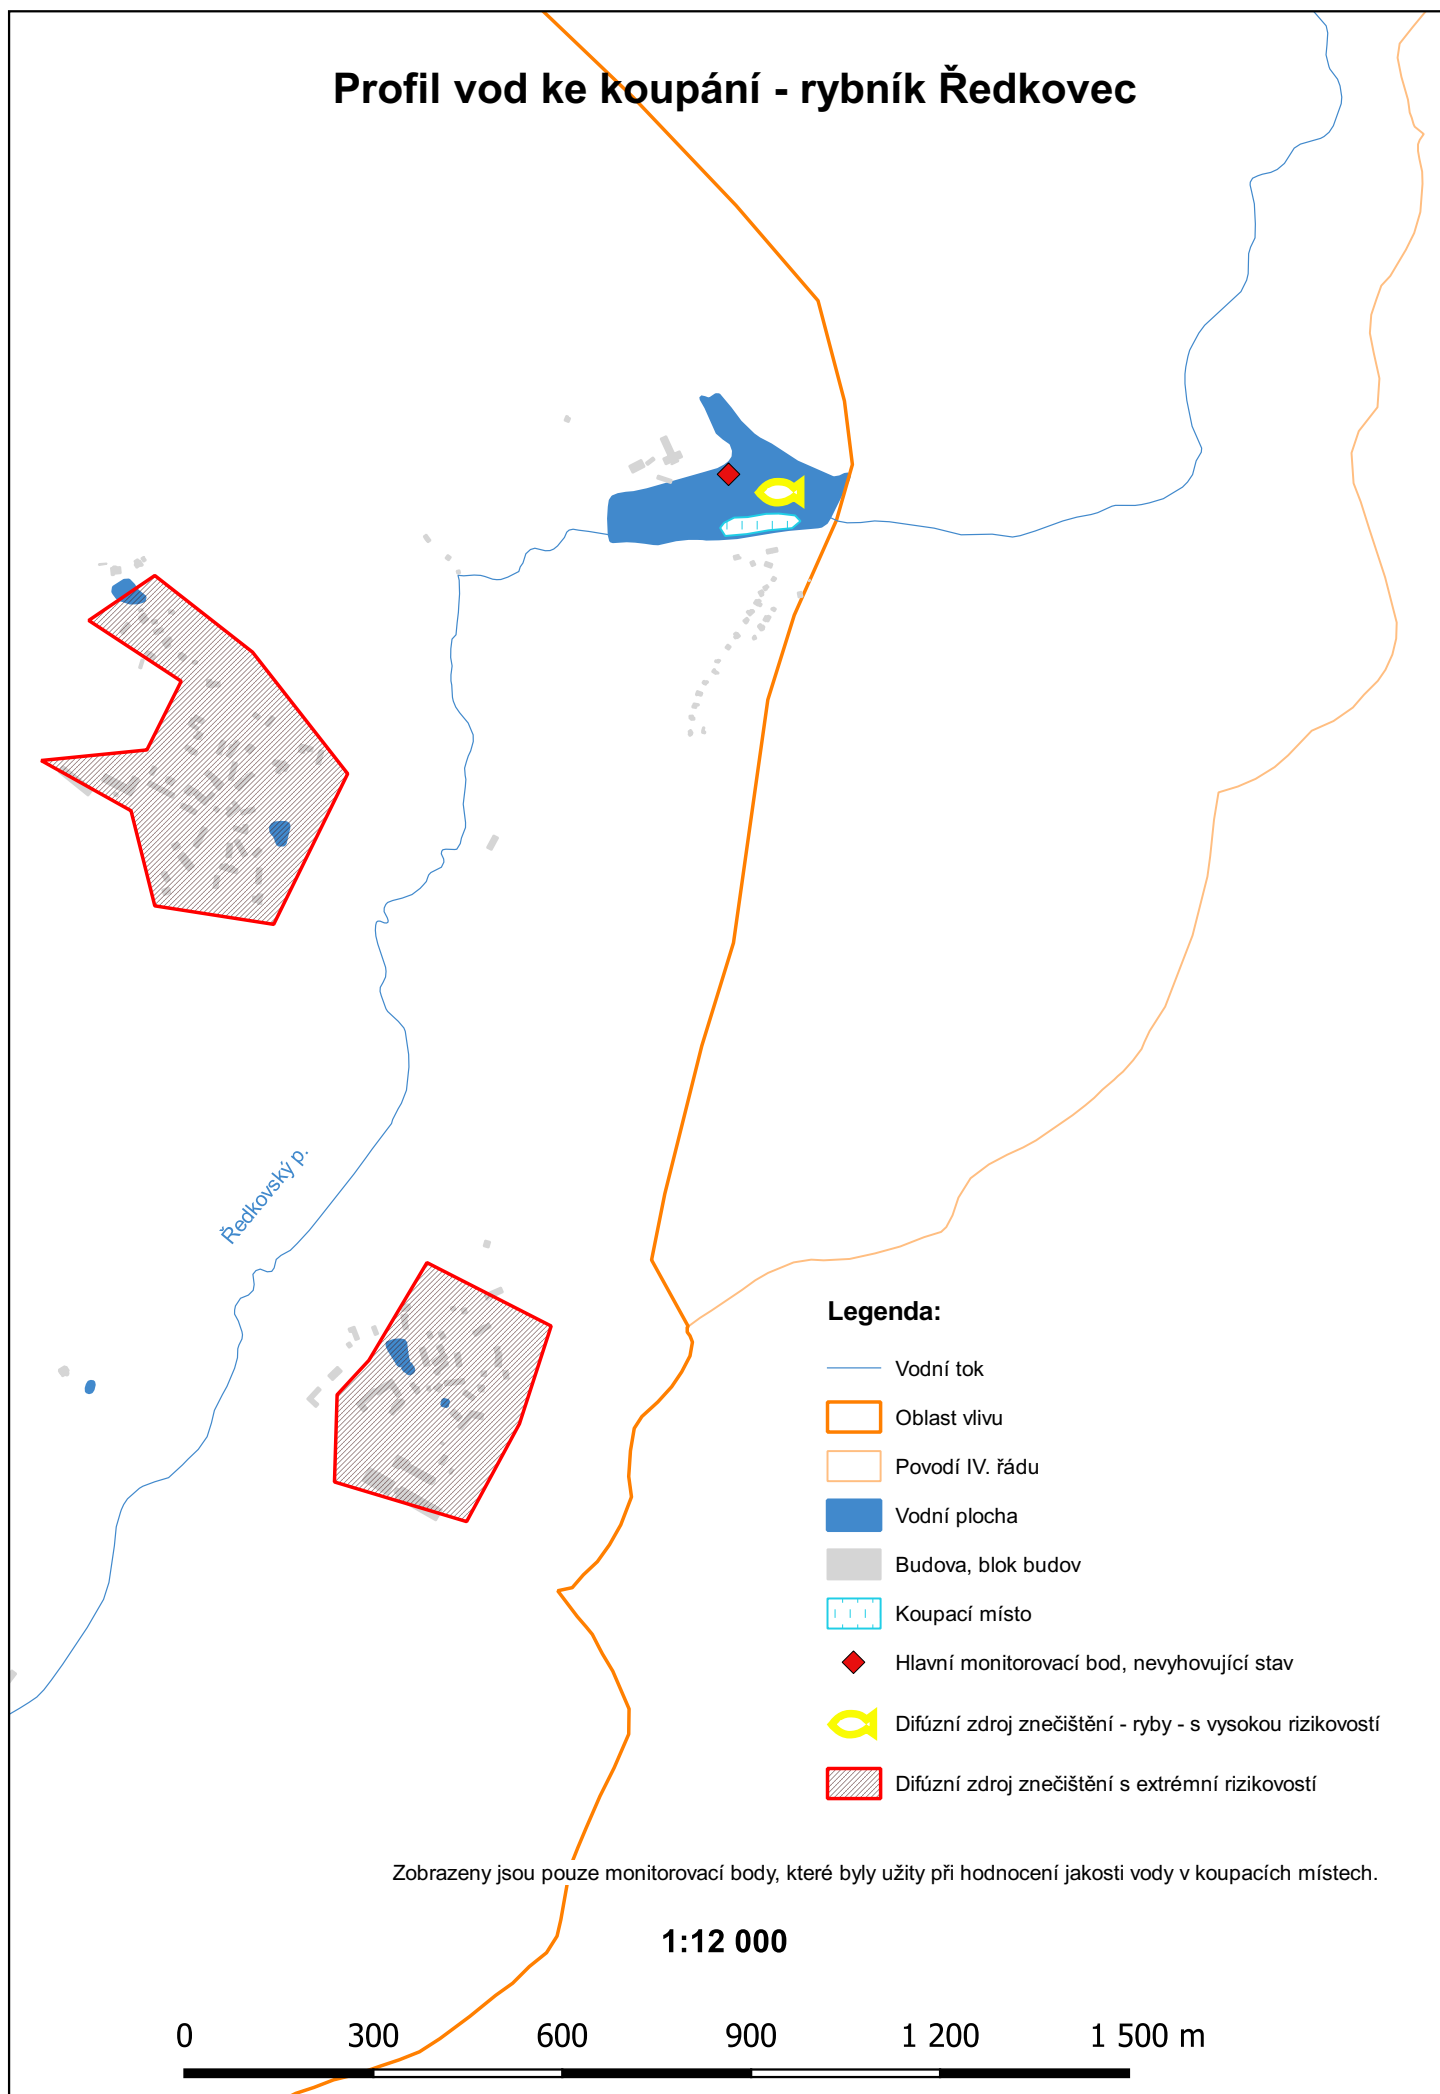 Profil vod ke koupání - rybník Ředkovec
Ředkovský p.
Legenda:
Vodní tok
Oblast vlivu
Povodí IV. řádu
Vodní plocha
Budova, blok budov
Koupací místo
Hlavní monitorovací bod, nevyhovující stav
Difúzní zdroj znečištění - ryby - s vysokou rizikovostí
Difúzní zdroj znečištění s extrémní rizikovostí
Zobrazeny jsou pouze monitorovací body, které byly užity při hodnocení jakosti vody v koupacích místech.
1:12 000
0 300 600 900 1 200 1 500 m